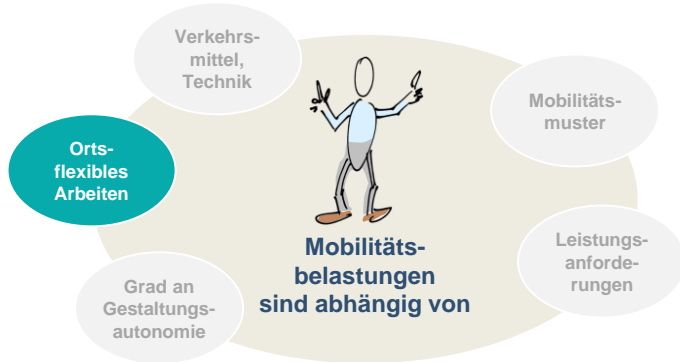 Verkehrs-
mittel,
Technik
Mobilitäts-
muster
Orts-
flexibles
Arbeiten
Mobilitäts-
belastungen
sind abhängig von
Leistungs-
anforde-
rungen
Grad an
Gestaltungs-
autonomie